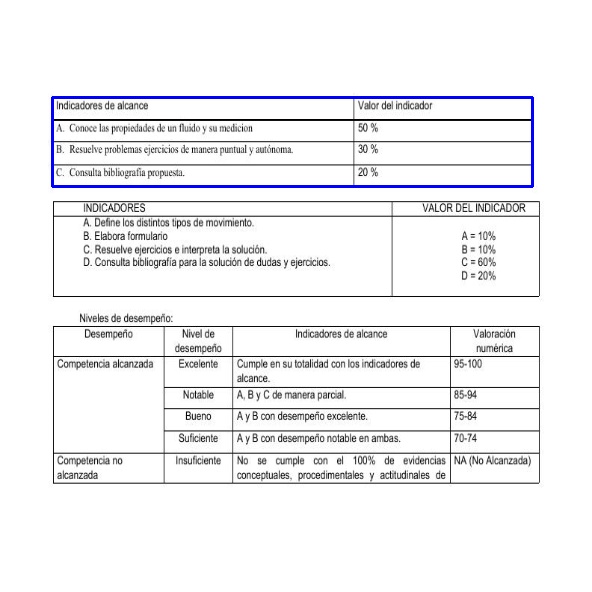 Indicadores de alcance Valor del indicador
A. Conoce las propiedades de un fluido y su medicion 50 %
B. Resuelve problemas ejercicios de manera puntual y autónoma. 30 %
C. Consulta bibliografía propuesta. 20 %
INDICADORES VALOR DEL INDICADOR
A. Define los distintos tipos de movimiento.
B. Elabora formulario A = 10%
C. Resuelve ejercicios e interpreta la solución. B = 10%
D. Consulta bibliografía para la solución de dudas y ejercicios. C = 60%
D = 20%
Niveles de desempeño:
Desempeño Nivel de desempeño Indicadores de alcance Valoración numérica
Competencia alcanzada Excelente Cumple en su totalidad con los indicadores de 95-100
alcance.
Notable A, B y C de manera parcial. 85-94
Bueno A y B con desempeño excelente. 75-84
Suficiente A y B con desempeño notable en ambas. 70-74
Competencia no Insuficiente No se cumple con el 100% de evidencias NA (No Alcanzada)
alcanzada conceptuales, procedimentales y actitudinales de